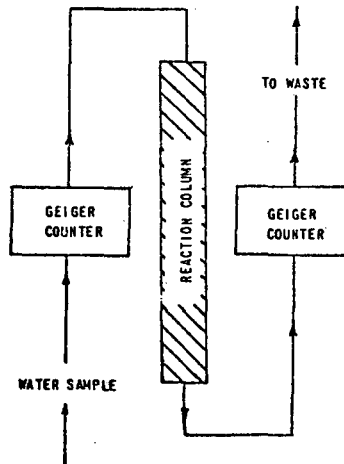 TO WASTE
GEIGER
COUNTER
REACTION COLUMN
GEIGER
COUNTER
WATER SAMPLE